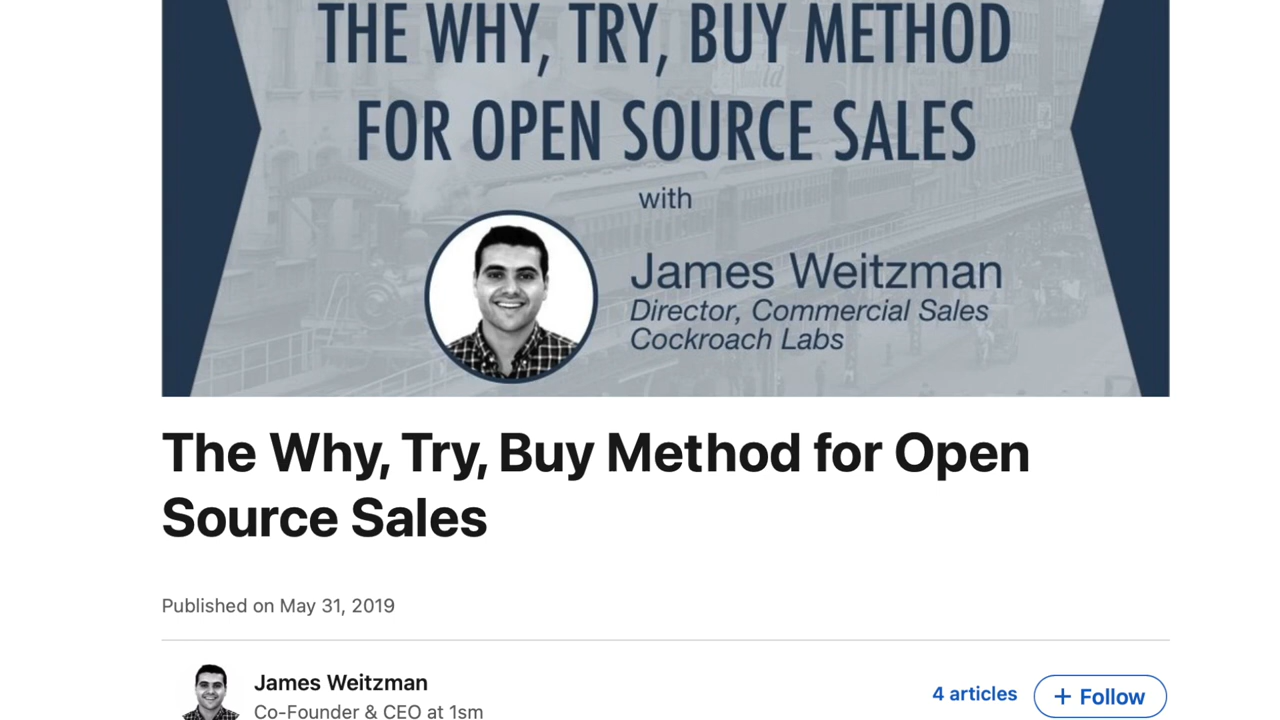 THE WHY, TRY, BUY METHOD
FOR OPEN SOURCE SALES
with
James Weitzman
Director, Commercial Sales
Cockroach Labs
The Why, Try, Buy Method for Open
Source Sales
Published on May 31, 2019
James Weitzman
4 articles
+ Follow
Co-Founder & CEO at 1sm